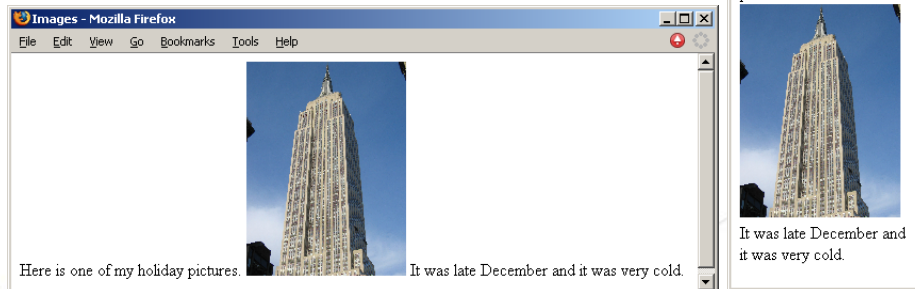 Images - Mozilla Firefox
File Edit View Go Bookmarks Tools Help
Here is one of my holiday pictures. It was late December and it was very cold.
It was late December and
it was very cold.